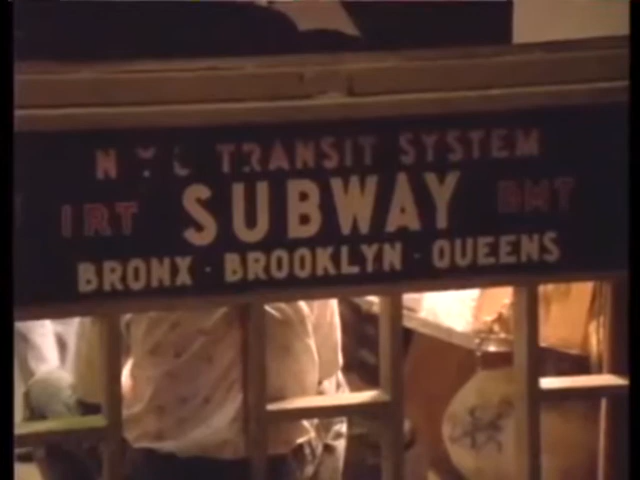 N Y C TRANSIT SYSTEM
IRT SUBWAY BMT
BRONX · BROOKLYN · QUEENS